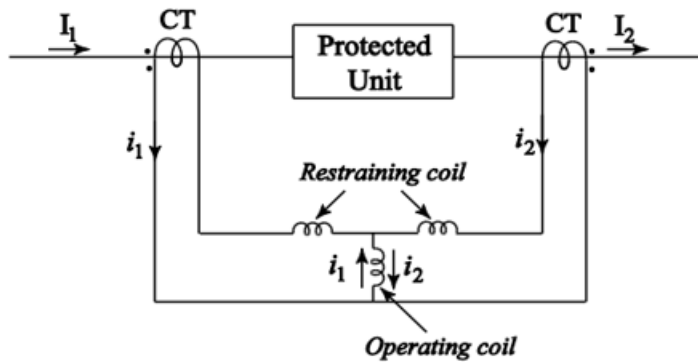 I₁
CT
Protected
Unit
CT
I₂
i₁
i₂
Restraining coil
i₁
i₂
Operating coil